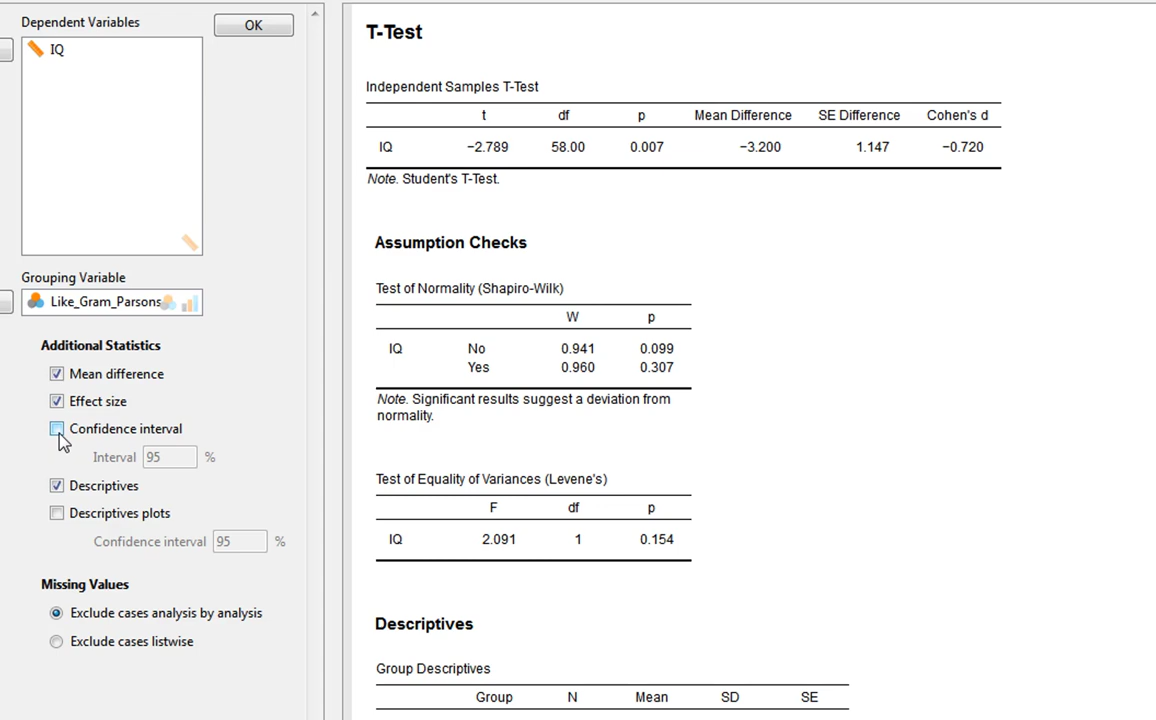 Dependent Variables
OK
IQ
Grouping Variable
Like_Gram_Parsons
Additional Statistics
Mean difference
Effect size
Confidence interval
Interval 95 %
Descriptives
Descriptives plots
Confidence interval 95 %
Missing Values
Exclude cases analysis by analysis
Exclude cases listwise
T-Test
Independent Samples T-Test
t df p Mean Difference SE Difference Cohen's d
IQ −2.789 58.00 0.007 −3.200 1.147 −0.720
Note. Student's T-Test.
Assumption Checks
Test of Normality (Shapiro-Wilk)
W p
IQ No 0.941 0.099
Yes 0.960 0.307
Note. Significant results suggest a deviation from
normality.
Test of Equality of Variances (Levene's)
F df p
IQ 2.091 1 0.154
Descriptives
Group Descriptives
Group N Mean SD SE